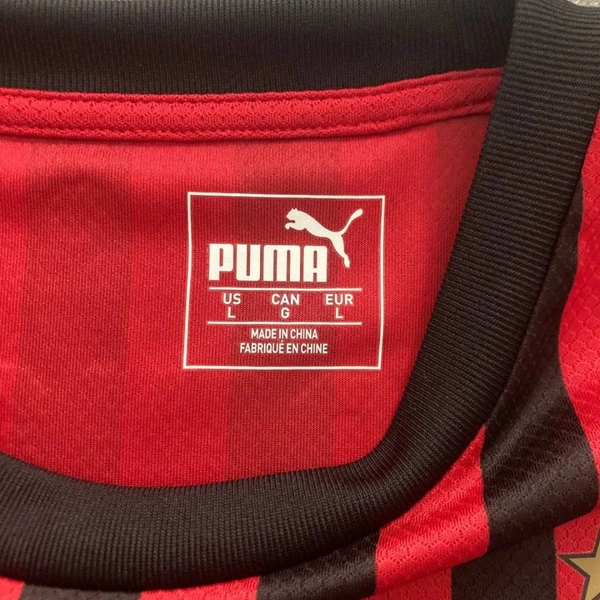 PUMA
US CAN EUR
L G L
MADE IN CHINA
FABRIQUÉ EN CHINE